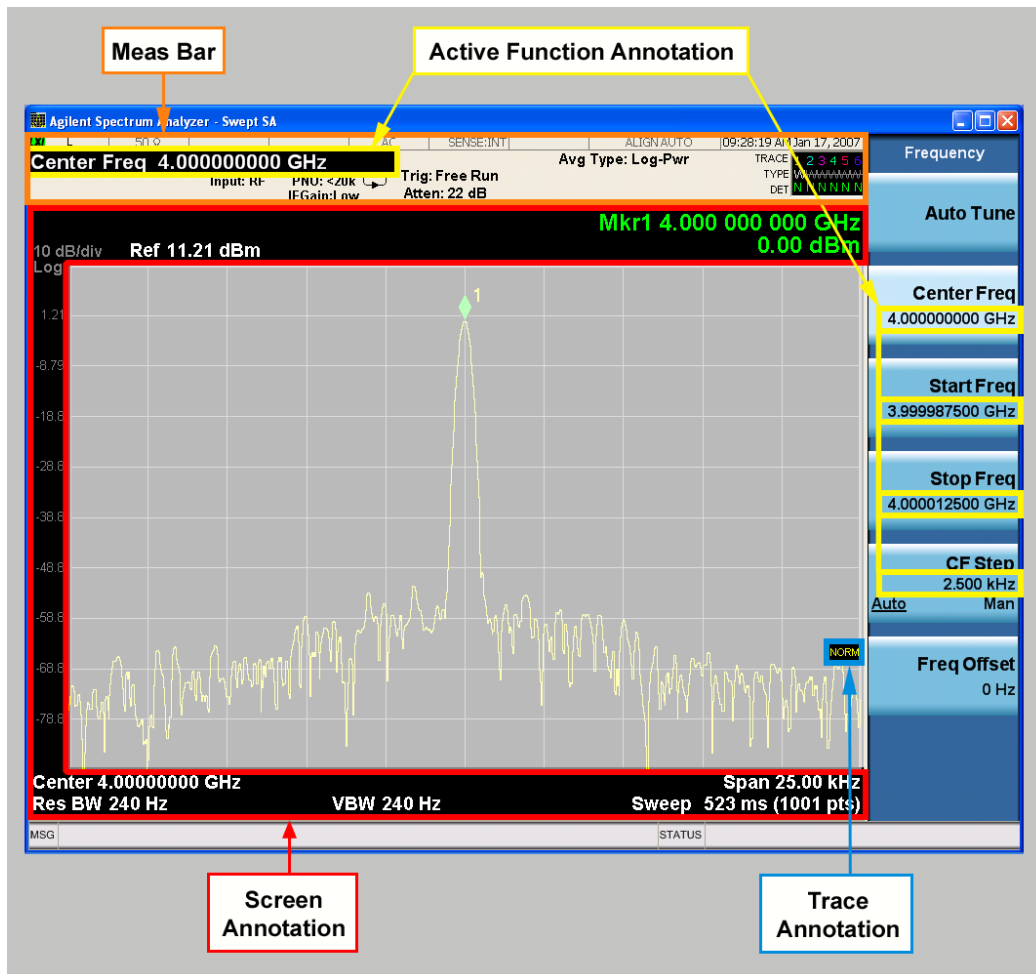 Meas Bar
Active Function Annotation
Agilent Spectrum Analyzer - Swept SA
L 50 Ω AC SENSE:INT ALIGN AUTO 09:28:19 AM Jan 17, 2007
Center Freq 4.000000000 GHz
Input: RF PNO: <20k IFGain:Low
Trig: Free Run
Atten: 22 dB
Avg Type: Log-Pwr
TRACE 1 2 3 4 5 6
TYPE
DET N N N N N N
Mkr1 4.000 000 000 GHz
0.00 dBm
10 dB/div Ref 11.21 dBm
Log
1
1.21
-8.79
-18.8
-28.8
-38.8
-48.8
-58.8
-68.8
-78.8
NORM
Center 4.00000000 GHz Span 25.00 kHz
Res BW 240 Hz VBW 240 Hz Sweep 523 ms (1001 pts)
MSG STATUS
Frequency
Auto Tune
Center Freq
4.000000000 GHz
Start Freq
3.999987500 GHz
Stop Freq
4.000012500 GHz
CF Step
2.500 kHz
Auto Man
Freq Offset
0 Hz
Screen
Annotation
Trace
Annotation